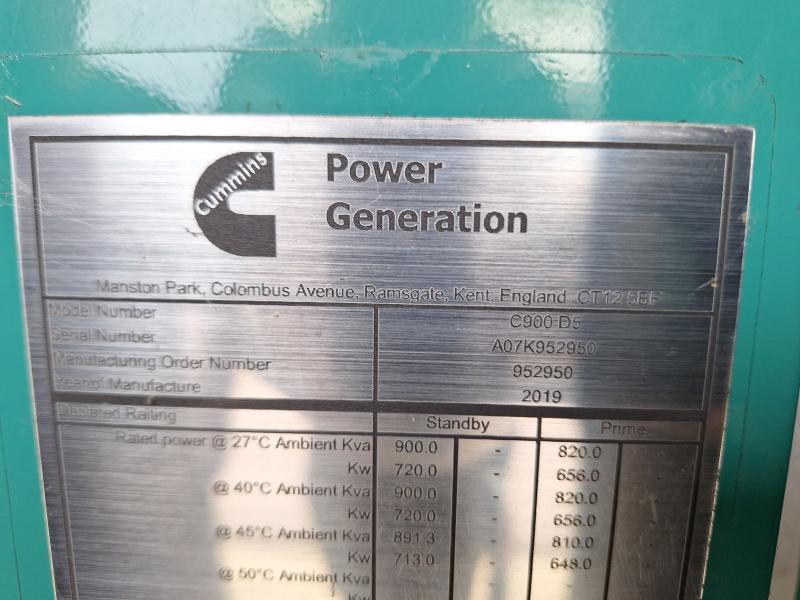 Cummins
Power
Generation
Manston Park, Colombus Avenue, Ramsgate, Kent, England, CT12 5BF
Model Number C900 D5
Serial Number A07K952950
Manufacturing Order Number 952950
Year of Manufacture 2019
Declared Raiting Standby Prime
Rated power @ 27°C Ambient Kva 900.0 - 820.0 -
Kw 720.0 - 656.0 -
@ 40°C Ambient Kva 900.0 - 820.0 -
Kw 720.0 - 656.0 -
@ 45°C Ambient Kva 891.3 - 810.0 -
Kw 713.0 - 648.0 -
@ 50°C Ambient Kva - - - -
Kw